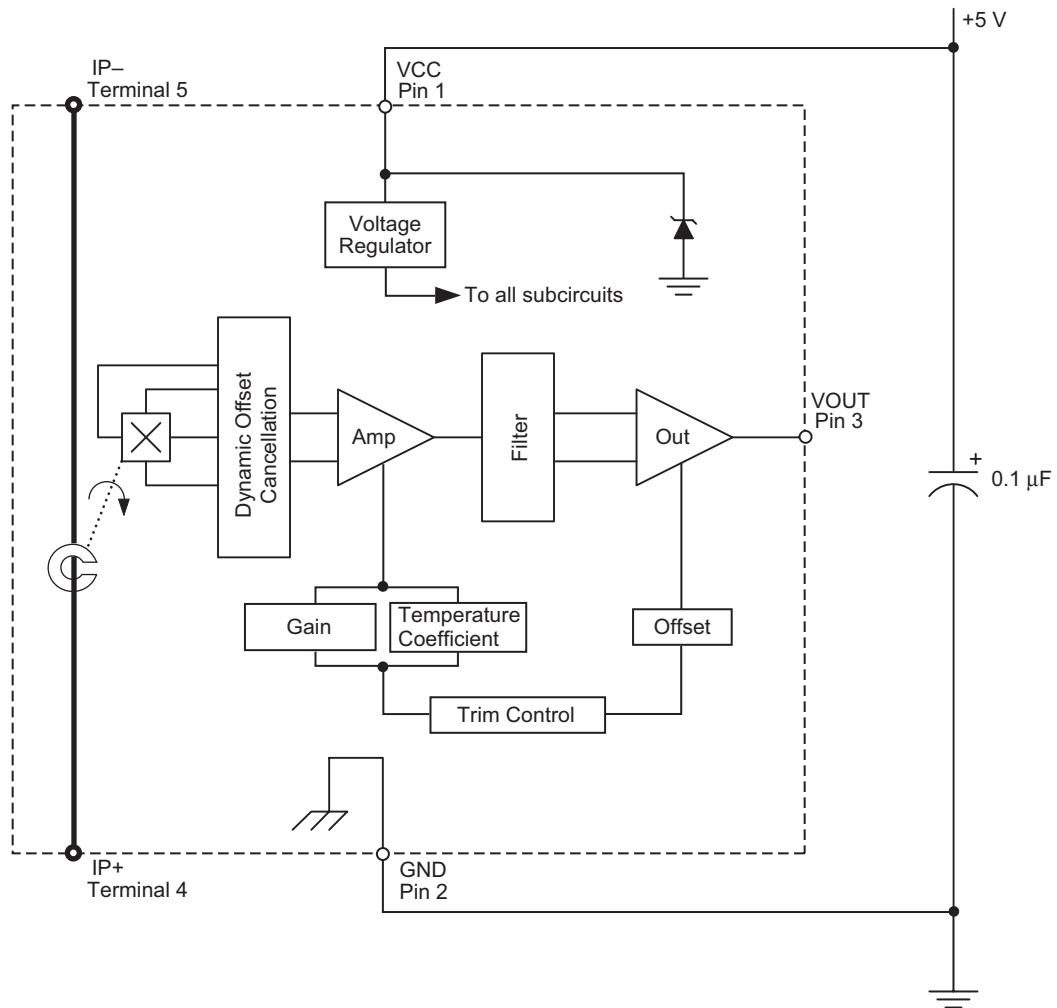 +5 V
IP–
Terminal 5
VCC
Pin 1
Voltage
Regulator
To all subcircuits
Dynamic Offset
Cancellation
Amp
Filter
Out
VOUT
Pin 3
+
0.1 μF
Gain
Temperature
Coefficient
Offset
Trim Control
IP+
Terminal 4
GND
Pin 2